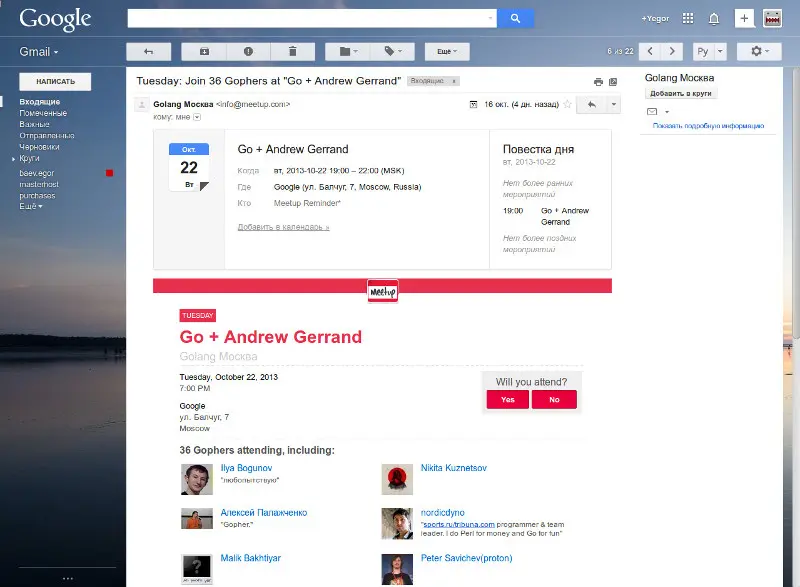 Google
+Yegor
Gmail
Ещё
6 из 22
Ру
НАПИСАТЬ
Входящие
Помеченные
Важные
Отправленные
Черновики
Круги
baev.egor
masterhost
purchases
Ещё
Tuesday: Join 36 Gophers at "Go + Andrew Gerrand"
Входящие x
Golang Москва <info@meetup.com>
16 окт. (4 дн. назад)
кому: мне
Golang Москва
Добавить в круги
Показать подробную информацию
Окт.
22
Вт
Go + Andrew Gerrand
Когда вт, 2013-10-22 19:00 – 22:00 (MSK)
Где Google (ул. Балчуг, 7, Moscow, Russia)
Кто Meetup Reminder*
Добавить в календарь »
Повестка дня
вт, 2013-10-22
Нет более ранних
мероприятий
19:00 Go + Andrew
Gerrand
Нет более поздних
мероприятий
Meetup
TUESDAY
Go + Andrew Gerrand
Golang Москва
Tuesday, October 22, 2013
7:00 PM
Google
ул. Балчуг, 7
Moscow
Will you attend?
Yes No
36 Gophers attending, including:
Ilya Bogunov
"любопытствую"
Nikita Kuznetsov
Алексей Палажченко
"Gopher."
nordicdyno
"sports.ru/tribuna.com programmer & team
leader. I do Perl for money and Go for fun"
Malik Bakhtiyar
Peter Savichev(proton)